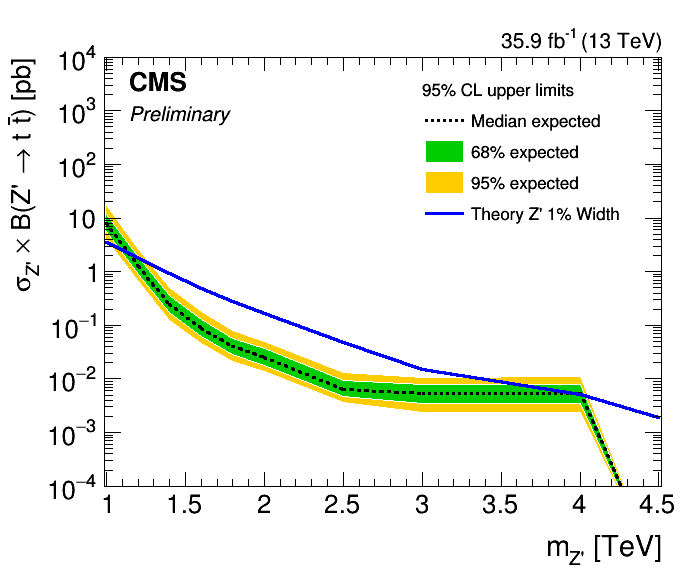 35.9 fb⁻¹ (13 TeV)
CMS
Preliminary
95% CL upper limits
Median expected
68% expected
95% expected
Theory Z' 1% Width
σ_Z' × B(Z' → t t̄) [pb]
10⁴
10³
10²
10
1
10⁻¹
10⁻²
10⁻³
10⁻⁴
1 1.5 2 2.5 3 3.5 4 4.5
m_Z' [TeV]